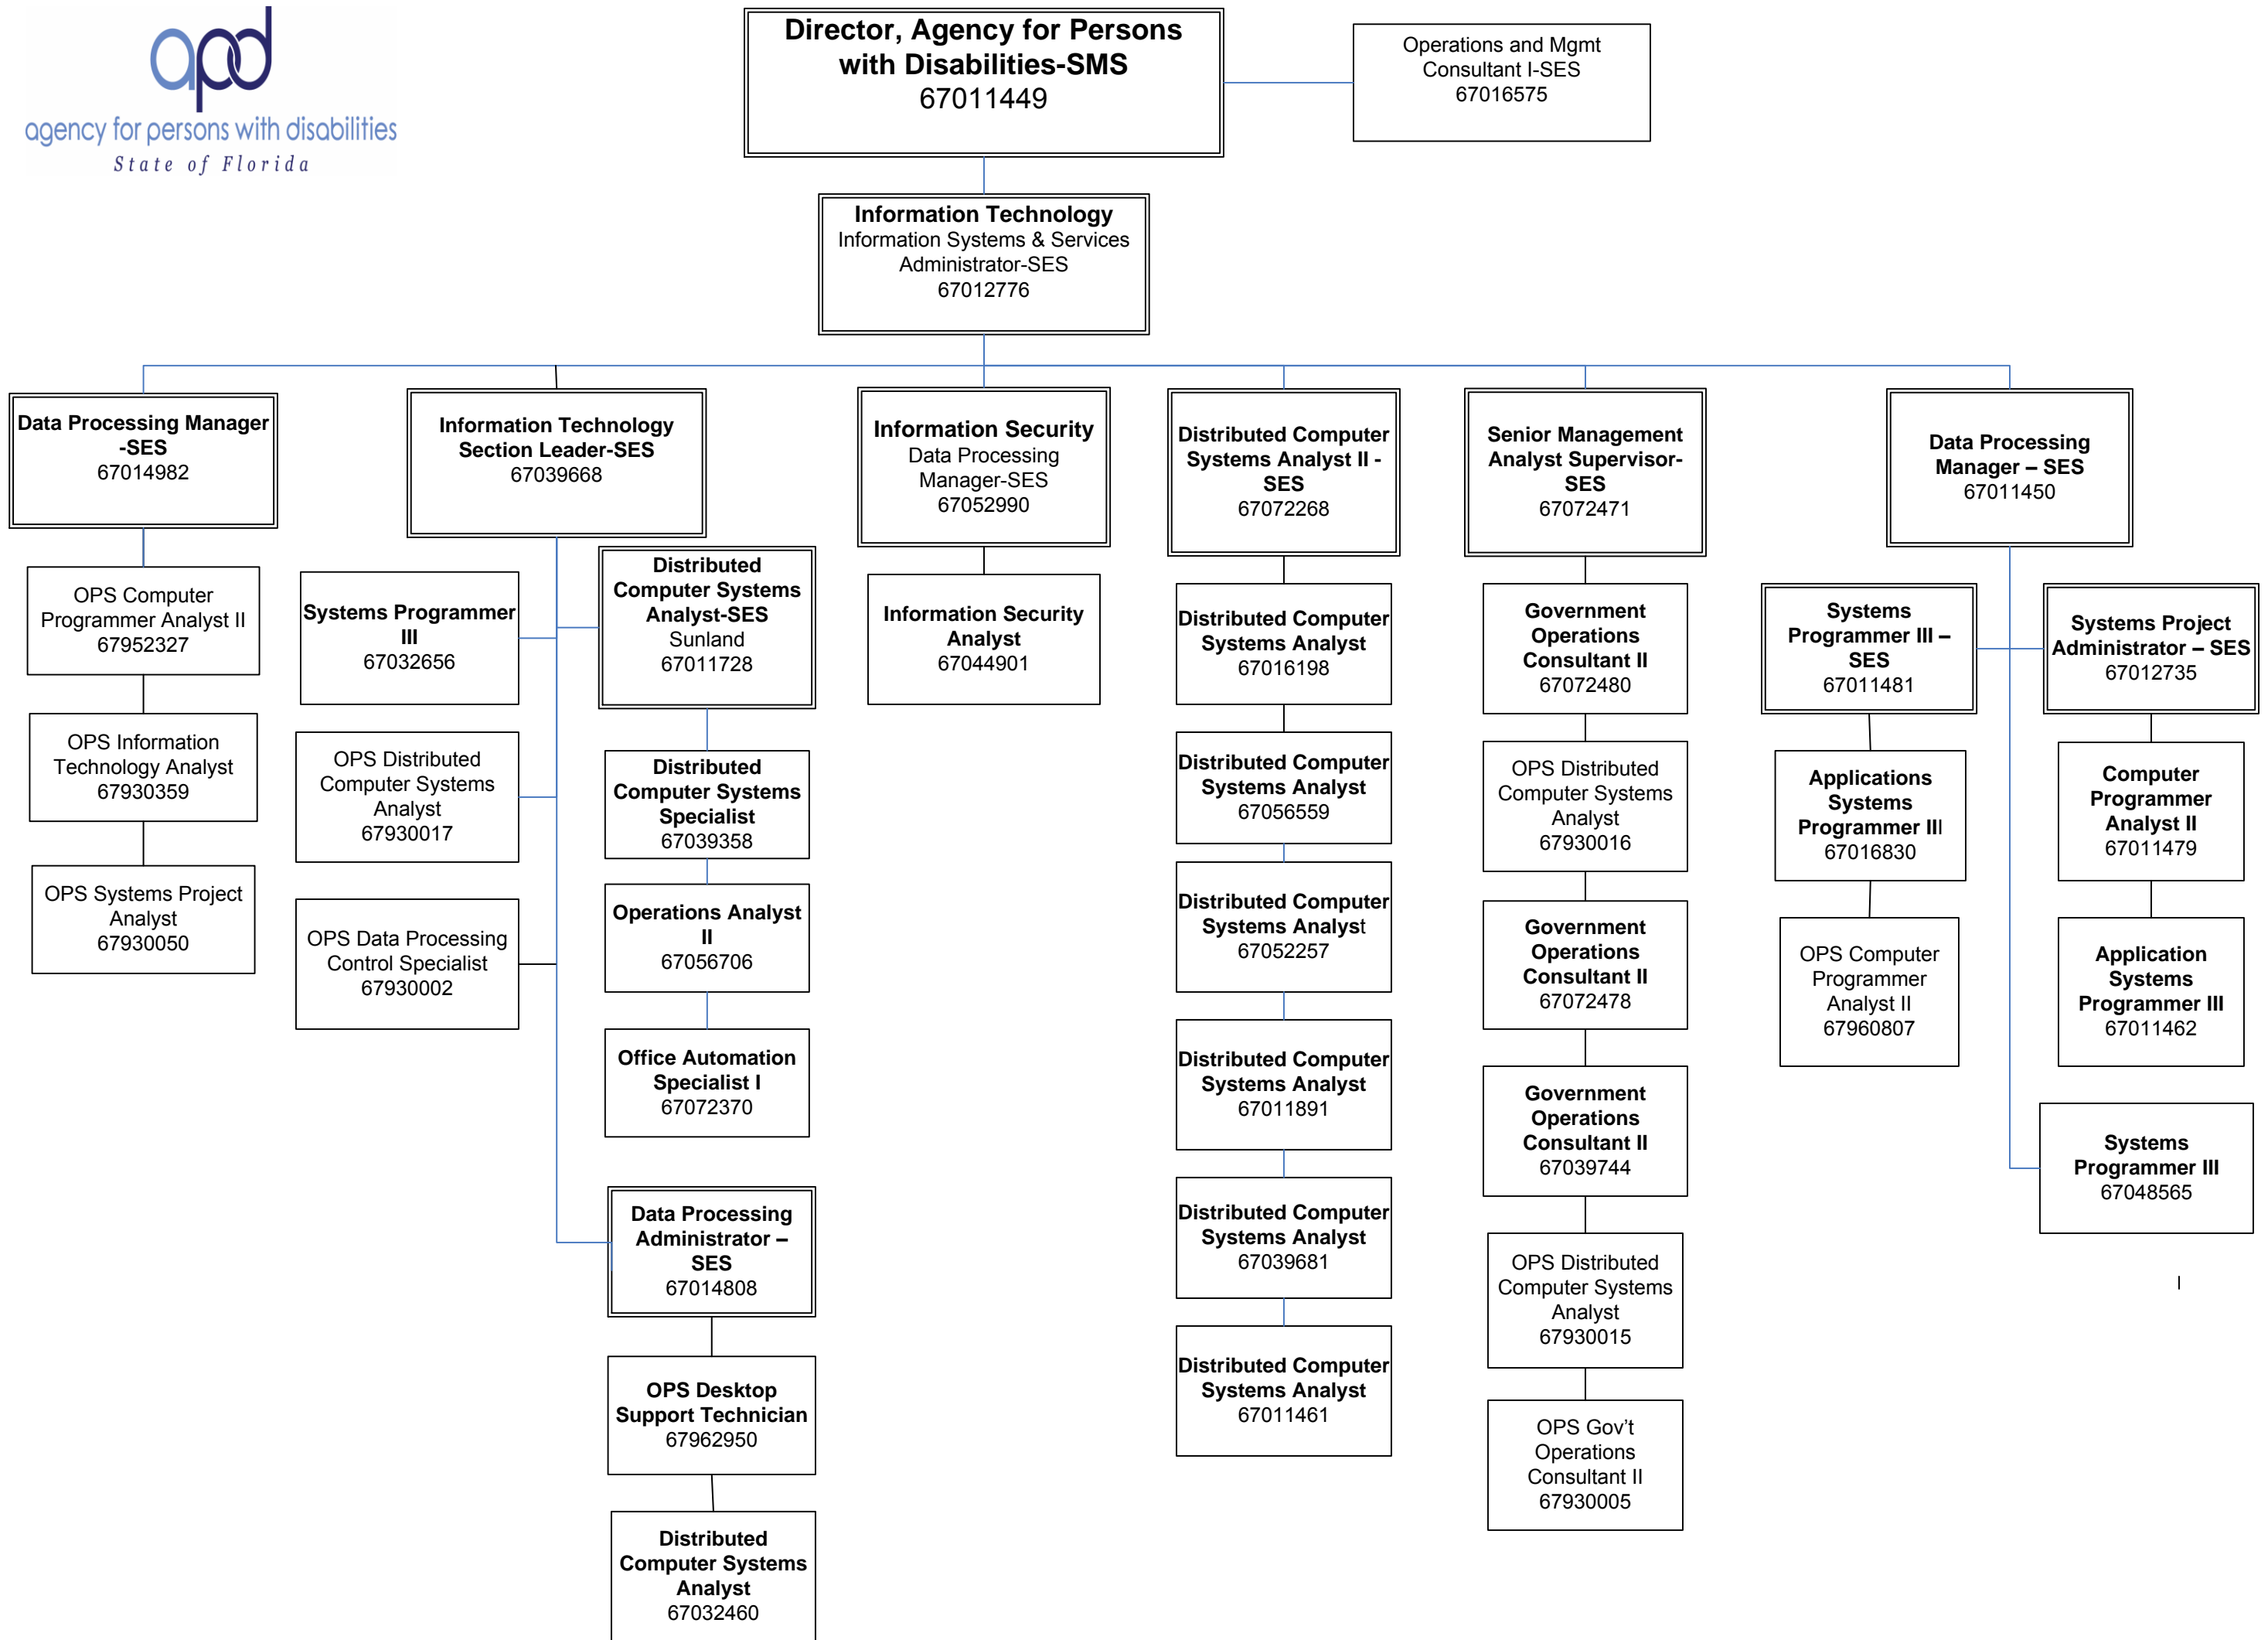 apd
agency for persons with disabilities
State of Florida
Director, Agency for Persons
with Disabilities-SMS
67011449
Operations and Mgmt
Consultant I-SES
67016575
Information Technology
Information Systems & Services
Administrator-SES
67012776
Data Processing Manager
-SES
67014982
OPS Computer
Programmer Analyst II
67952327
OPS Information
Technology Analyst
67930359
OPS Systems Project
Analyst
67930050
Information Technology
Section Leader-SES
67039668
Systems Programmer
III
67032656
OPS Distributed
Computer Systems
Analyst
67930017
OPS Data Processing
Control Specialist
67930002
Distributed
Computer Systems
Analyst-SES
Sunland
67011728
Distributed
Computer Systems
Specialist
67039358
Operations Analyst
II
67056706
Office Automation
Specialist I
67072370
Data Processing
Administrator –
SES
67014808
OPS Desktop
Support Technician
67962950
Distributed
Computer Systems
Analyst
67032460
Information Security
Data Processing
Manager-SES
67052990
Information Security
Analyst
67044901
Distributed Computer
Systems Analyst II -
SES
67072268
Distributed Computer
Systems Analyst
67016198
Distributed Computer
Systems Analyst
67056559
Distributed Computer
Systems Analyst
67052257
Distributed Computer
Systems Analyst
67011891
Distributed Computer
Systems Analyst
67039681
Distributed Computer
Systems Analyst
67011461
Senior Management
Analyst Supervisor-
SES
67072471
Government
Operations
Consultant II
67072480
OPS Distributed
Computer Systems
Analyst
67930016
Government
Operations
Consultant II
67072478
Government
Operations
Consultant II
67039744
OPS Distributed
Computer Systems
Analyst
67930015
OPS Gov't
Operations
Consultant II
67930005
Data Processing
Manager – SES
67011450
Systems
Programmer III –
SES
67011481
Applications
Systems
Programmer III
67016830
OPS Computer
Programmer
Analyst II
67960807
Systems Project
Administrator – SES
67012735
Computer
Programmer
Analyst II
67011479
Application
Systems
Programmer III
67011462
Systems
Programmer III
67048565